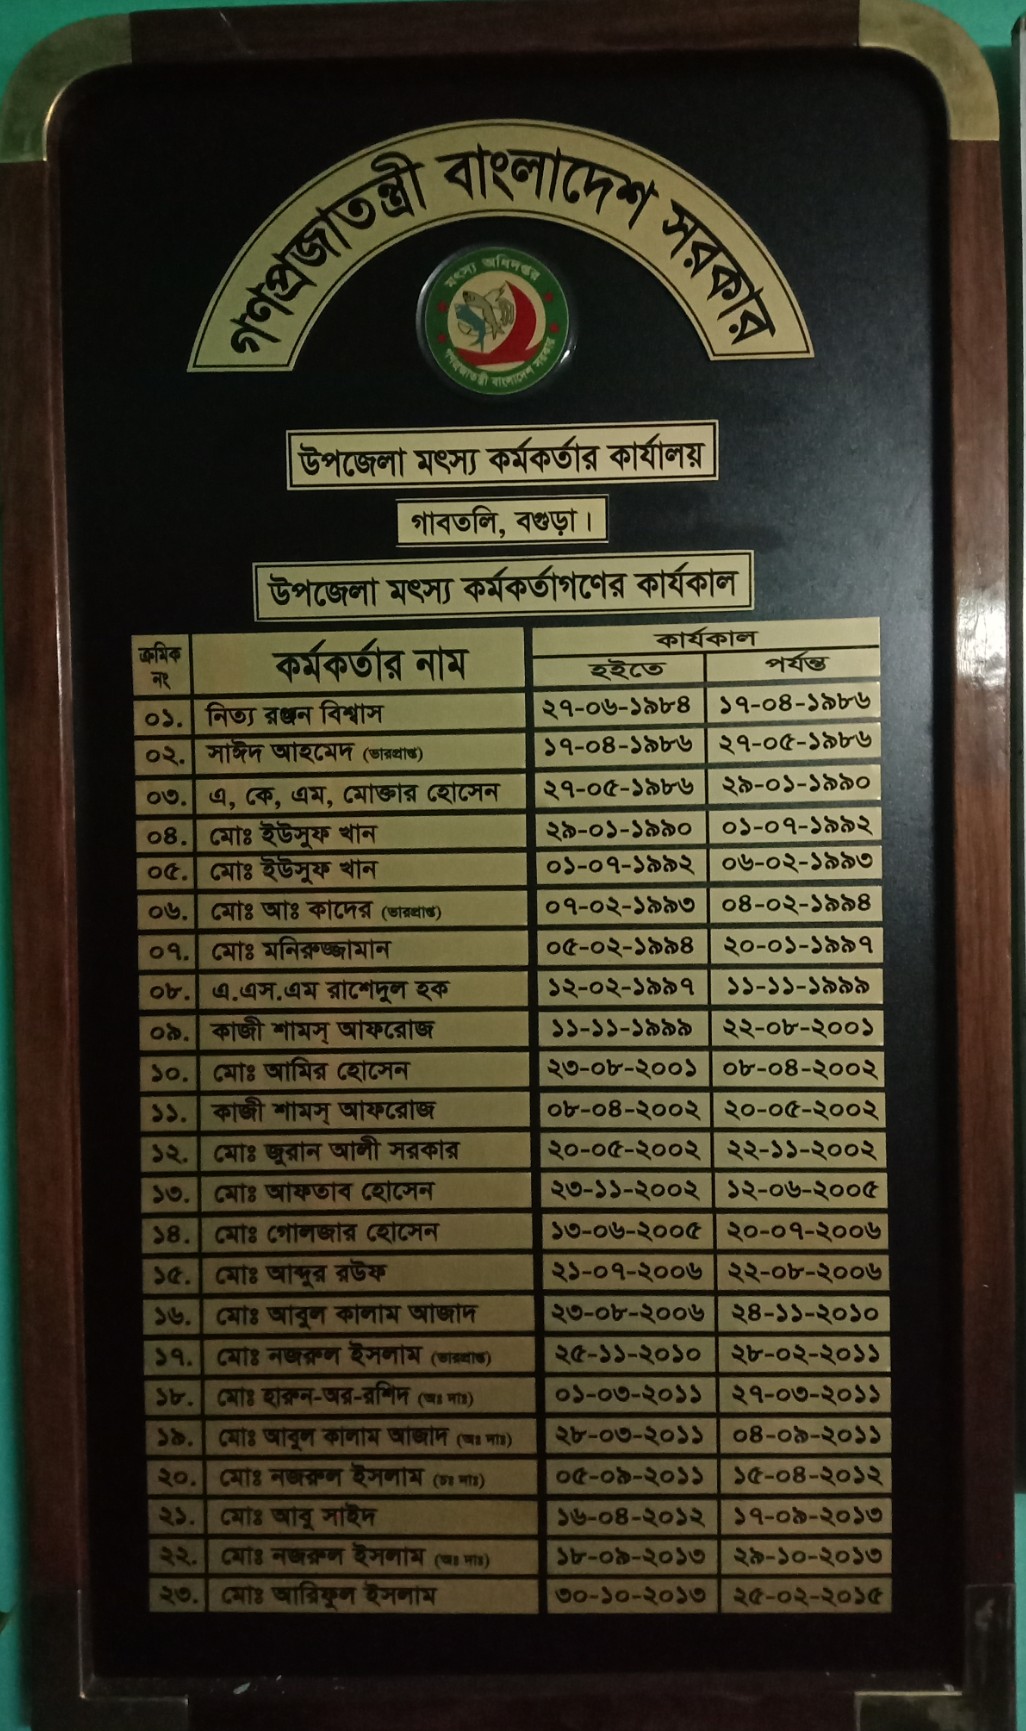 গণপ্রজাতন্ত্রী বাংলাদেশ সরকার
মৎস্য অধিদপ্তর
গণপ্রজাতন্ত্রী বাংলাদেশ সরকার
উপজেলা মৎস্য কর্মকর্তার কার্যালয়
গাবতলি, বগুড়া।
উপজেলা মৎস্য কর্মকর্তাগণের কার্যকাল
ক্রমিক নং কর্মকর্তার নাম কার্যকাল
হইতে পর্যন্ত
০১. নিত্য রঞ্জন বিশ্বাস ২৭-০৬-১৯৮৪ ১৭-০৪-১৯৮৬
০২. সাঈদ আহমেদ (ভারপ্রাপ্ত) ১৭-০৪-১৯৮৬ ২৭-০৫-১৯৮৬
০৩. এ, কে, এম, মোক্তার হোসেন ২৭-০৫-১৯৮৬ ২৯-০১-১৯৯০
০৪. মোঃ ইউসুফ খান ২৯-০১-১৯৯০ ০১-০৭-১৯৯২
০৫. মোঃ ইউসুফ খান ০১-০৭-১৯৯২ ০৬-০২-১৯৯৩
০৬. মোঃ আঃ কাদের (ভারপ্রাপ্ত) ০৭-০২-১৯৯৩ ০৪-০২-১৯৯৪
০৭. মোঃ মনিরুজ্জামান ০৫-০২-১৯৯৪ ২০-০১-১৯৯৭
০৮. এ.এস.এম রাশেদুল হক ১২-০২-১৯৯৭ ১১-১১-১৯৯৯
০৯. কাজী শামস্ আফরোজ ১১-১১-১৯৯৯ ২২-০৮-২০০১
১০. মোঃ আমির হোসেন ২৩-০৮-২০০১ ০৮-০৪-২০০২
১১. কাজী শামস্ আফরোজ ০৮-০৪-২০০২ ২০-০৫-২০০২
১২. মোঃ জুরান আলী সরকার ২০-০৫-২০০২ ২২-১১-২০০২
১৩. মোঃ আফতাব হোসেন ২৩-১১-২০০২ ১২-০৬-২০০৫
১৪. মোঃ গোলজার হোসেন ১৩-০৬-২০০৫ ২০-০৭-২০০৬
১৫. মোঃ আব্দুর রউফ ২১-০৭-২০০৬ ২২-০৮-২০০৬
১৬. মোঃ আবুল কালাম আজাদ ২৩-০৮-২০০৬ ২৪-১১-২০১০
১৭. মোঃ নজরুল ইসলাম (ভারপ্রাপ্ত) ২৫-১১-২০১০ ২৮-০২-২০১১
১৮. মোঃ হারুন-অর-রশিদ (অঃ দাঃ) ০১-০৩-২০১১ ২৭-০৩-২০১১
১৯. মোঃ আবুল কালাম আজাদ (অঃ দাঃ) ২৮-০৩-২০১১ ০৪-০৯-২০১১
২০. মোঃ নজরুল ইসলাম ০৫-০৯-২০১১ ১৫-০৪-২০১২
২১. মোঃ আবু সাইদ ১৬-০৪-২০১২ ১৭-০৯-২০১৩
২২. মোঃ নজরুল ইসলাম (অঃ দাঃ) ১৮-০৯-২০১৩ ২৯-১০-২০১৩
২৩. মোঃ আরিফুল ইসলাম ৩০-১০-২০১৩ ২৫-০২-২০১৫